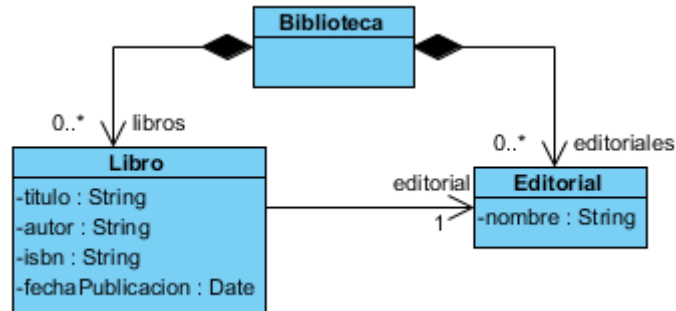 Biblioteca
0..* libros
0..* editoriales
Libro
-titulo : String
-autor : String
-isbn : String
-fechaPublicacion : Date
editorial
1
Editorial
-nombre : String